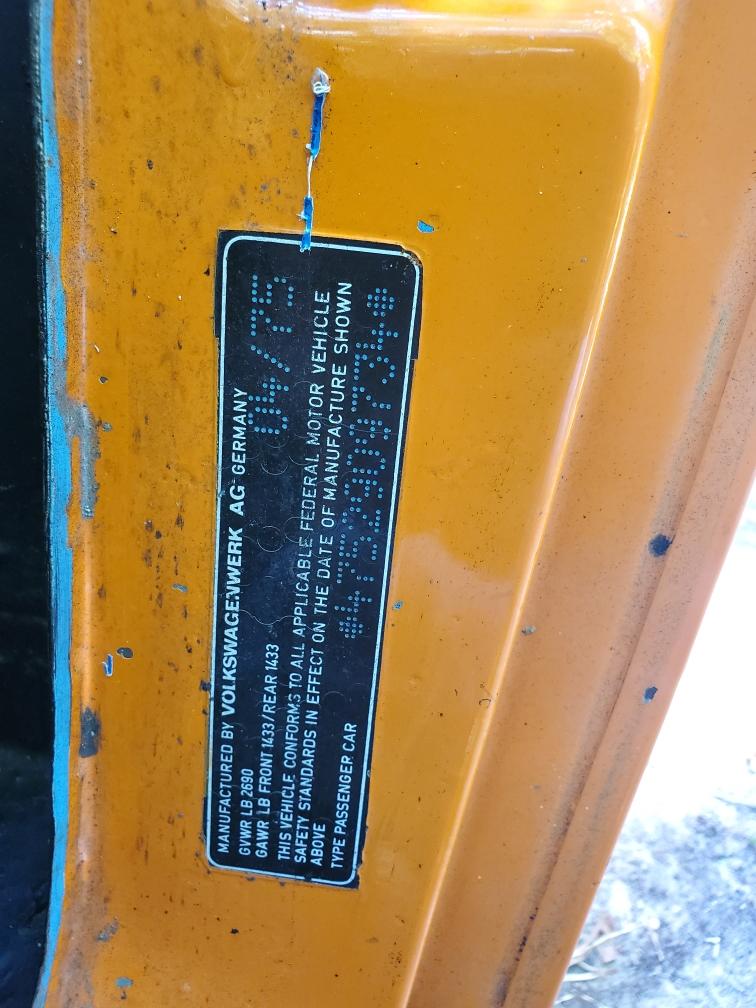 MANUFACTURED BY VOLKSWAGENWERK AG GERMANY
GVWR LB 2690 04/75
GAWR LB FRONT 1433/REAR 1433
THIS VEHICLE CONFORMS TO ALL APPLICABLE FEDERAL MOTOR VEHICLE
SAFETY STANDARDS IN EFFECT ON THE DATE OF MANUFACTURE SHOWN
ABOVE
TYPE PASSENGER CAR *4752909734*